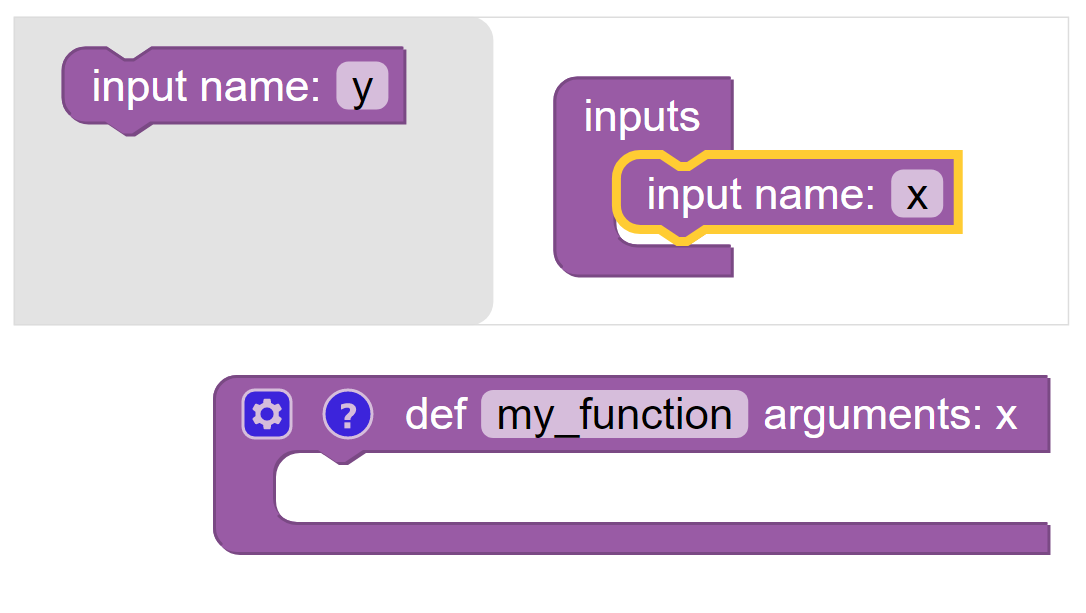 input name: y
inputs
input name: x
? def my_function arguments: x